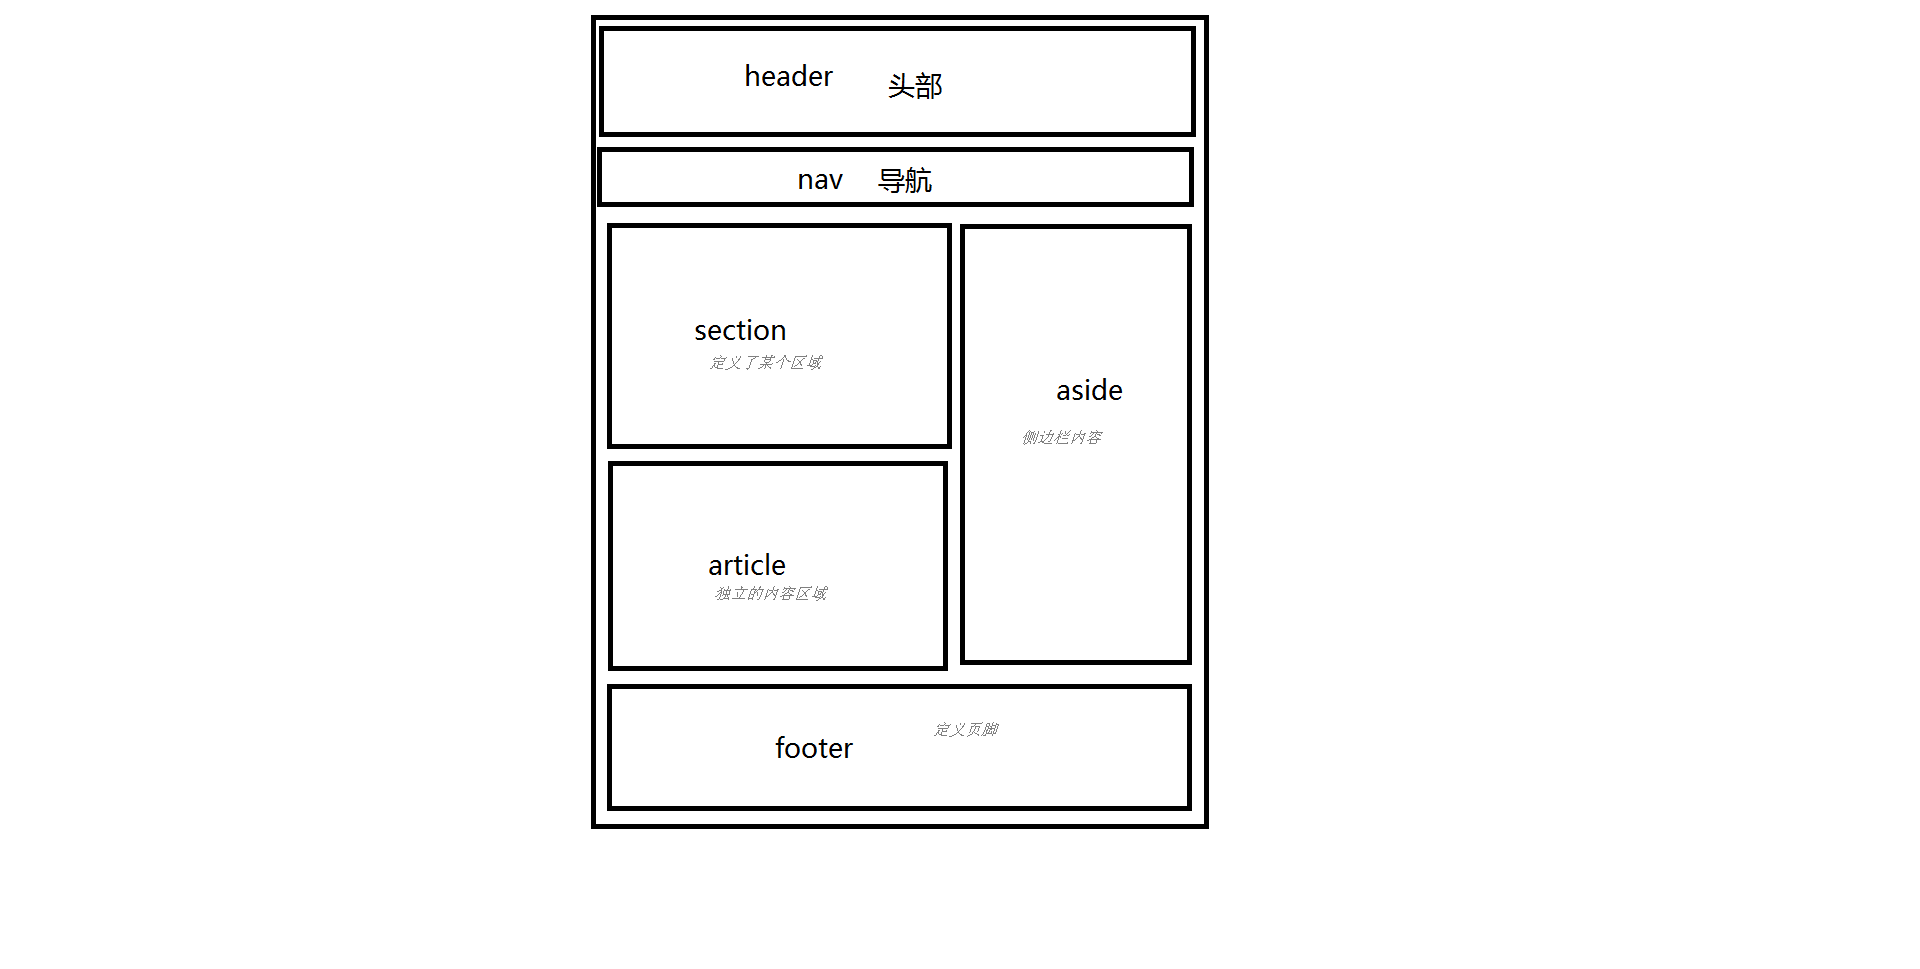 header 头部
nav 导航
section
定义了某个区域
aside
侧边栏内容
article
独立的内容区域
footer 定义页脚